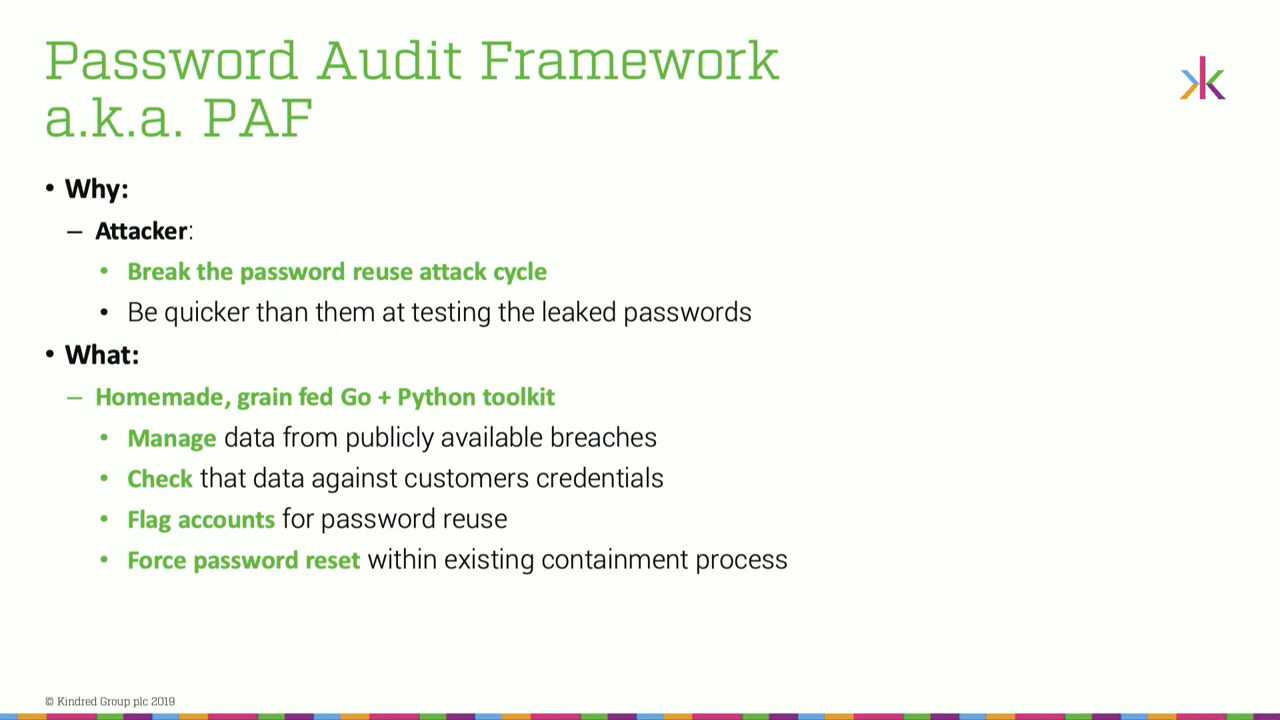 Password Audit Framework
a.k.a. PAF
• Why:
– Attacker:
• Break the password reuse attack cycle
• Be quicker than them at testing the leaked passwords
• What:
– Homemade, grain fed Go + Python toolkit
• Manage data from publicly available breaches
• Check that data against customers credentials
• Flag accounts for password reuse
• Force password reset within existing containment process
© Kindred Group plc 2019